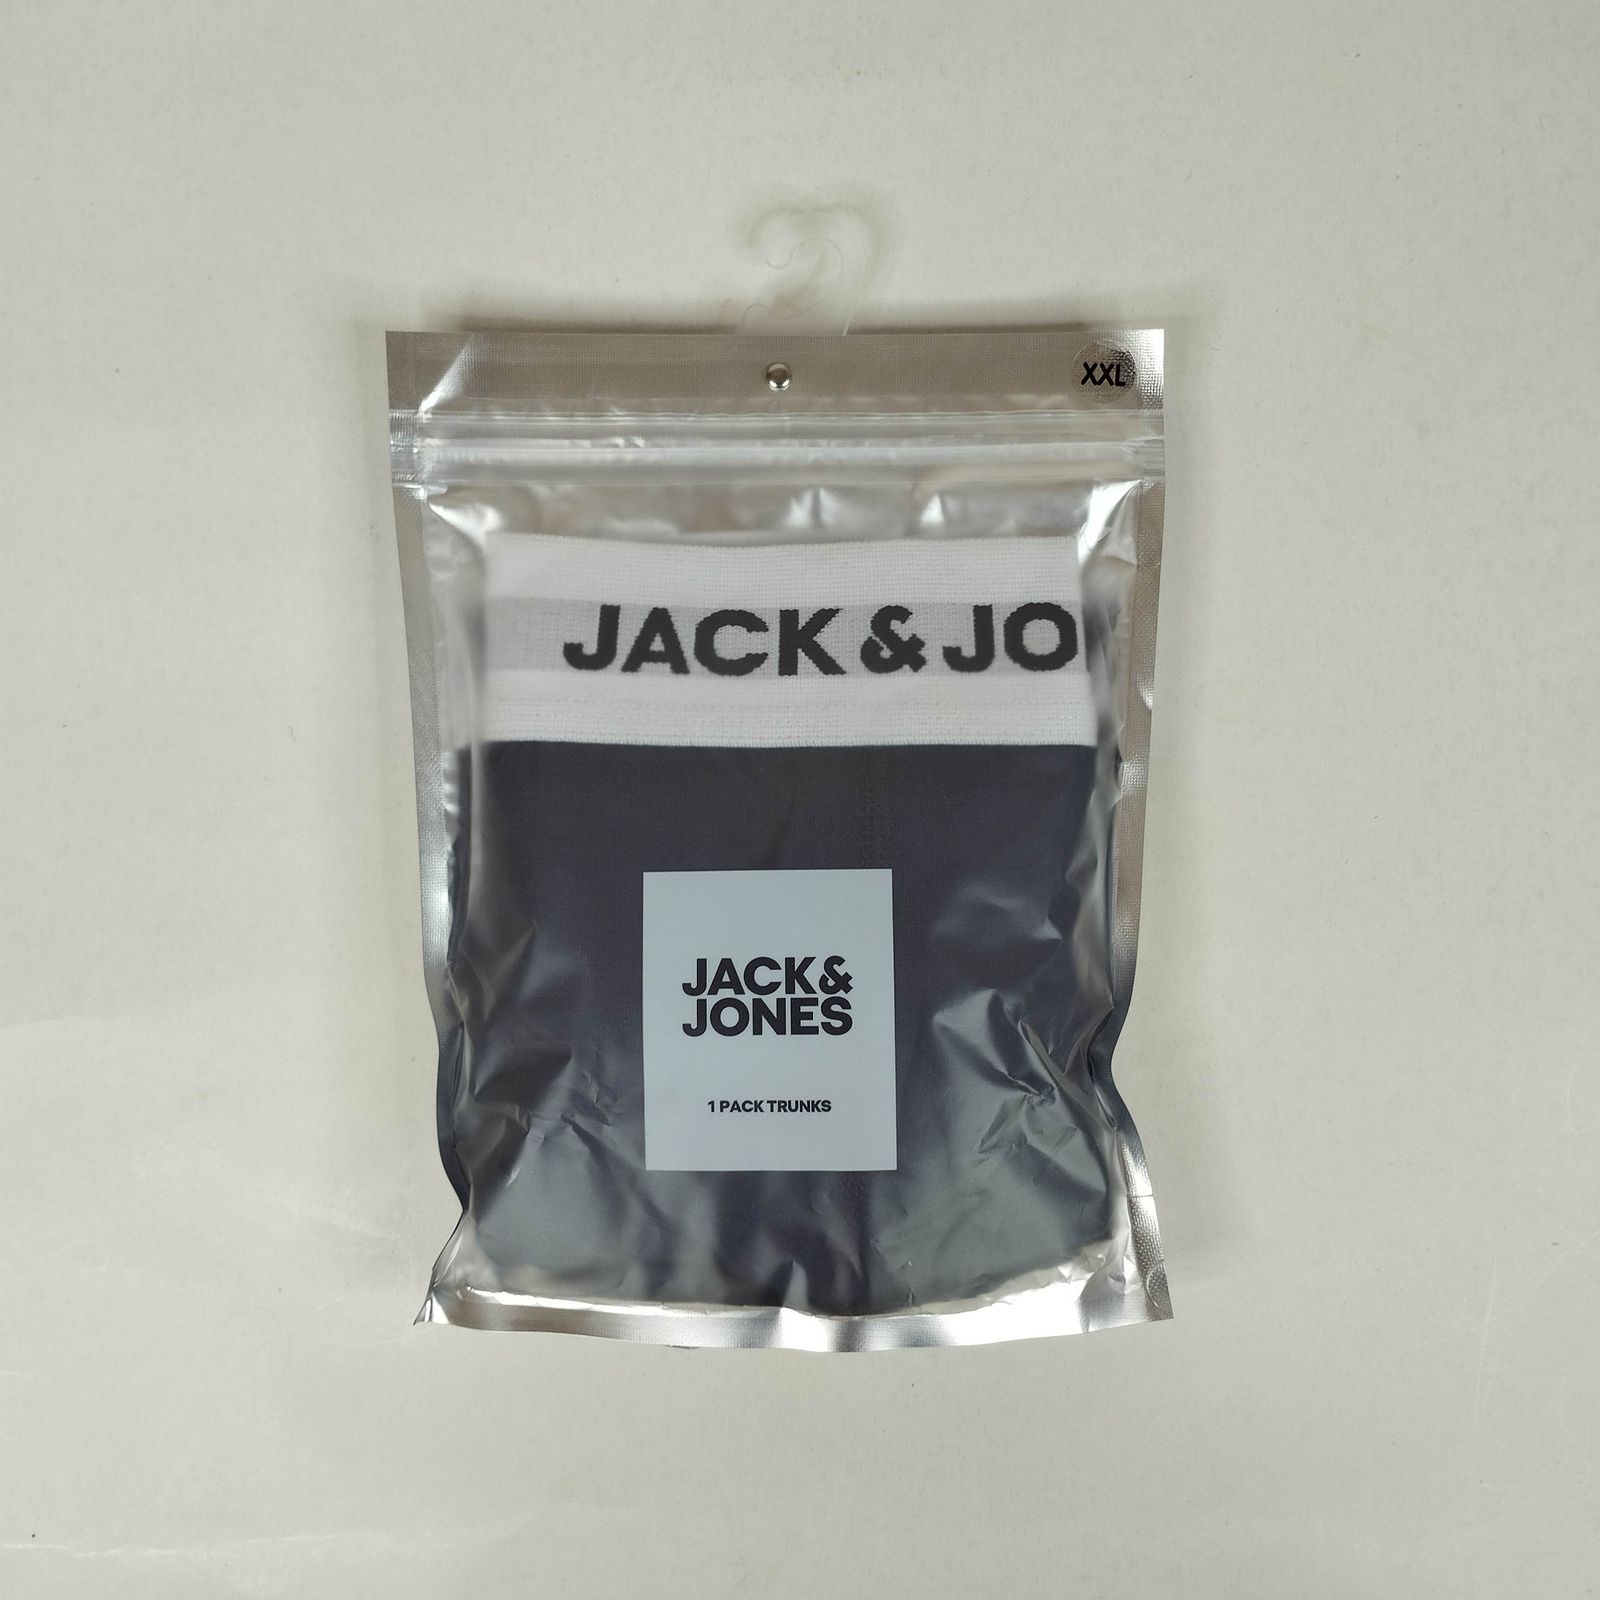 XXL
JACK & JO
JACK &
JONES
1 PACK TRUNKS